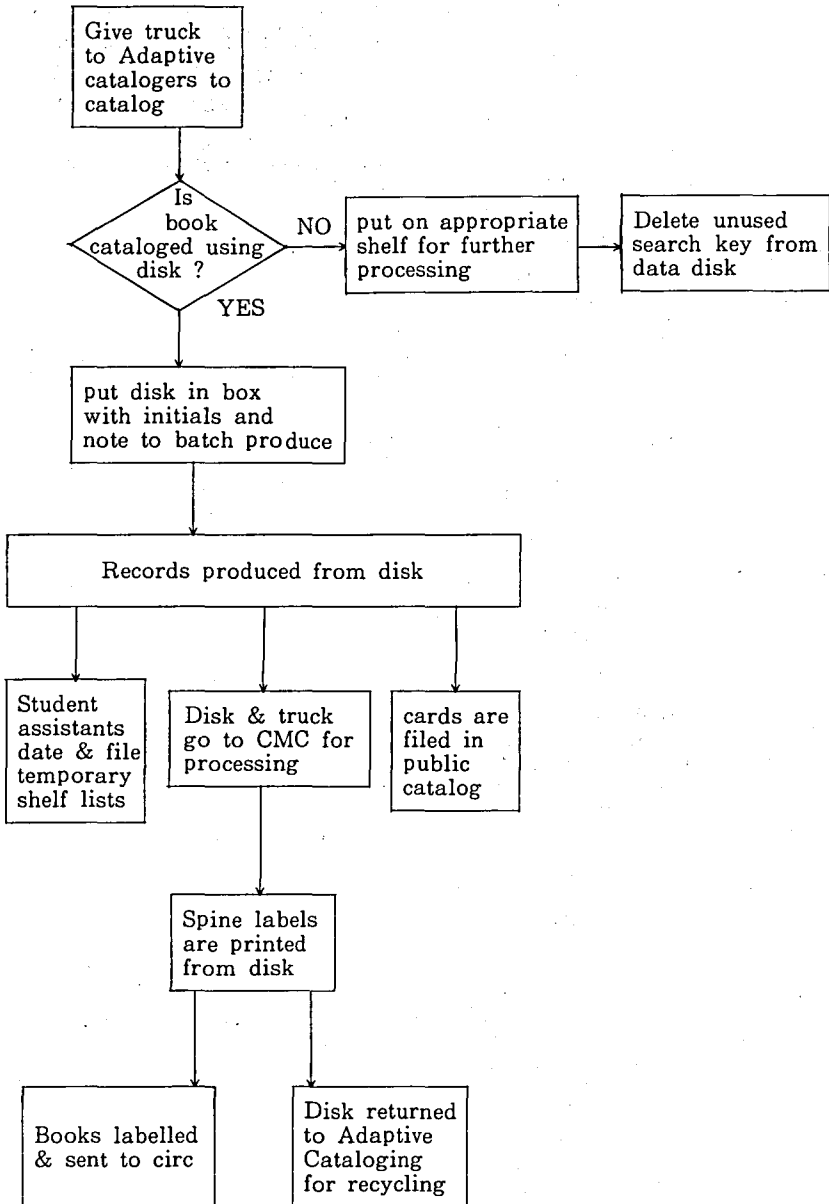 Give truck
to Adaptive
catalogers to
catalog
Is
book
cataloged using
disk ?
NO
YES
put on appropriate
shelf for further
processing
Delete unused
search key from
data disk
put disk in box
with initials and
note to batch produce
Records produced from disk
Student
assistants
date & file
temporary
shelf lists
Disk & truck
go to CMC for
processing
cards are
filed in
public
catalog
Spine labels
are printed
from disk
Books labelled
& sent to circ
Disk returned
to Adaptive
Cataloging
for recycling